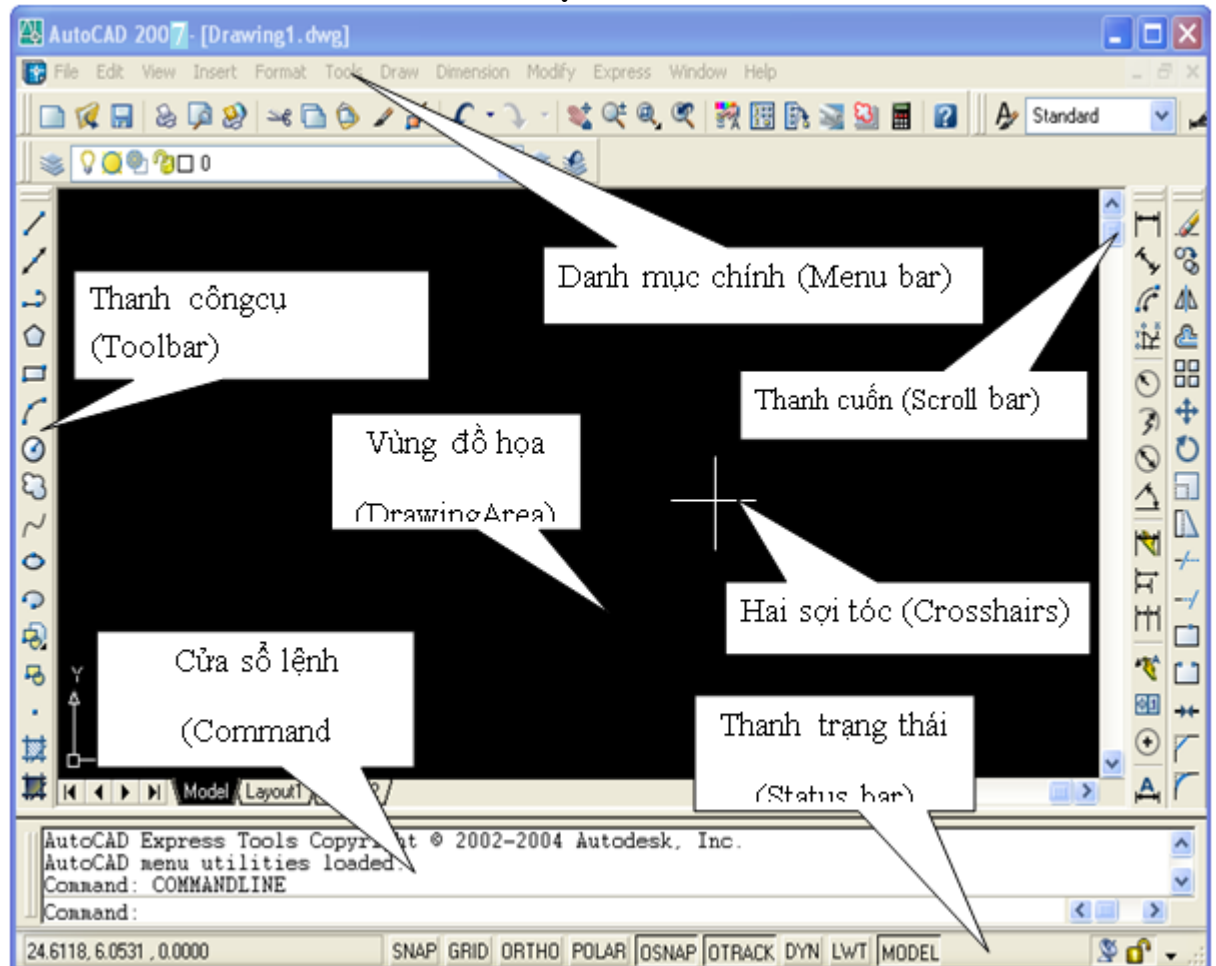 AutoCAD 2007 - [Drawing1.dwg]
File Edit View Insert Format Tools Draw Dimension Modify Express Window Help
Standard
0
Danh mục chính (Menu bar)
Thanh côngcụ
(Toolbar)
Thanh cuốn (Scroll bar)
Vùng đồ họa
(DrawingArea)
Hai sợi tóc (Crosshairs)
Cửa sổ lệnh
(Command
Y
Thanh trạng thái
(Status bar)
Model Layout1
AutoCAD Express Tools Copyright © 2002-2004 Autodesk, Inc.
AutoCAD menu utilities loaded.
Command: COMMANDLINE
Command:
24.6118, 6.0531 , 0.0000 SNAP GRID ORTHO POLAR OSNAP OTRACK DYN LWT MODEL